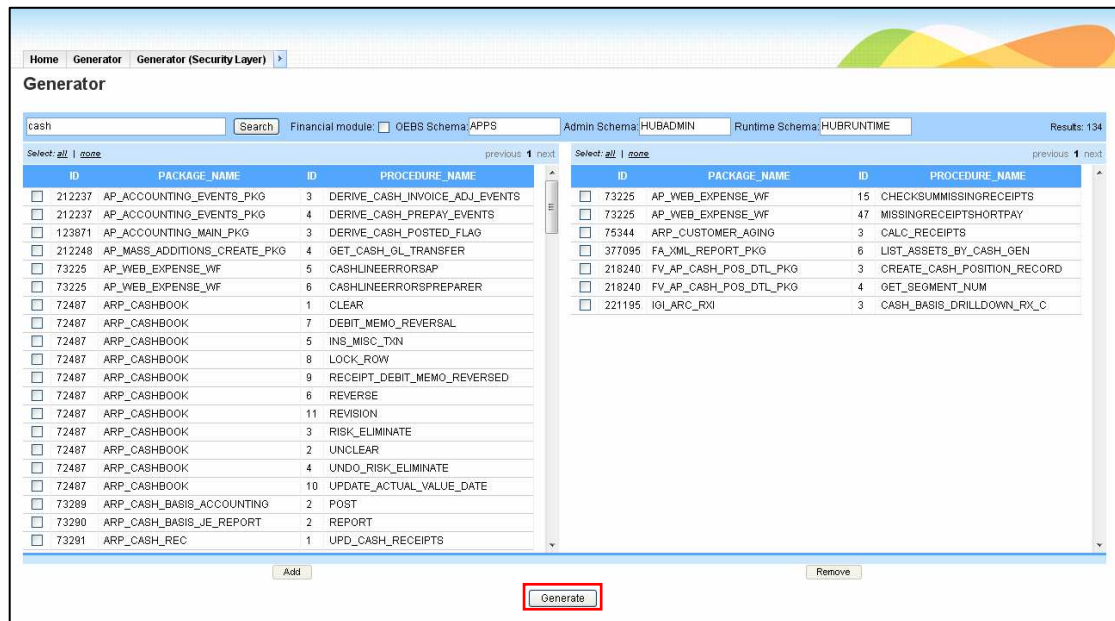 Home Generator Generator (Security Layer)
Generator
cash Search Financial module: OEBS Schema: APPS Admin Schema: HUBADMIN Runtime Schema: HUBRUNTIME Results: 134
Select: all | none previous 1 next
ID PACKAGE_NAME ID PROCEDURE_NAME
212237 AP_ACCOUNTING_EVENTS_PKG 3 DERIVE_CASH_INVOICE_ADJ_EVENTS
212237 AP_ACCOUNTING_EVENTS_PKG 4 DERIVE_CASH_PREPAY_EVENTS
123871 AP_ACCOUNTING_MAIN_PKG 3 DERIVE_CASH_POSTED_FLAG
212248 AP_MASS_ADDITIONS_CREATE_PKG 4 GET_CASH_GL_TRANSFER
73225 AP_WEB_EXPENSE_WF 5 CASHLINEERRORSAP
73225 AP_WEB_EXPENSE_WF 6 CASHLINEERRORSPREPARER
72487 ARP_CASHBOOK 1 CLEAR
72487 ARP_CASHBOOK 7 DEBIT_MEMO_REVERSAL
72487 ARP_CASHBOOK 5 INS_MISC_TXN
72487 ARP_CASHBOOK 8 LOCK_ROW
72487 ARP_CASHBOOK 9 RECEIPT_DEBIT_MEMO_REVERSED
72487 ARP_CASHBOOK 6 REVERSE
72487 ARP_CASHBOOK 11 REVISION
72487 ARP_CASHBOOK 3 RISK_ELIMINATE
72487 ARP_CASHBOOK 2 UNCLEAR
72487 ARP_CASHBOOK 4 UNDO_RISK_ELIMINATE
72487 ARP_CASHBOOK 10 UPDATE_ACTUAL_VALUE_DATE
73289 ARP_CASH_BASIS_ACCOUNTING 2 POST
73290 ARP_CASH_BASIS_JE_REPORT 2 REPORT
73291 ARP_CASH_REC 1 UPD_CASH_RECEIPTS
Add
Select: all | none previous 1 next
ID PACKAGE_NAME ID PROCEDURE_NAME
73225 AP_WEB_EXPENSE_WF 15 CHECKSUMMISSINGRECEIPTS
73225 AP_WEB_EXPENSE_WF 47 MISSINGRECEIPTSHORTPAY
75344 ARP_CUSTOMER_AGING 3 CALC_RECEIPTS
377095 FA_XML_REPORT_PKG 6 LIST_ASSETS_BY_CASH_GEN
218240 FV_AP_CASH_POS_DTL_PKG 3 CREATE_CASH_POSITION_RECORD
218240 FV_AP_CASH_POS_DTL_PKG 4 GET_SEGMENT_NUM
221195 IGI_ARC_RXI 3 CASH_BASIS_DRILLDOWN_RX_C
Remove
Generate